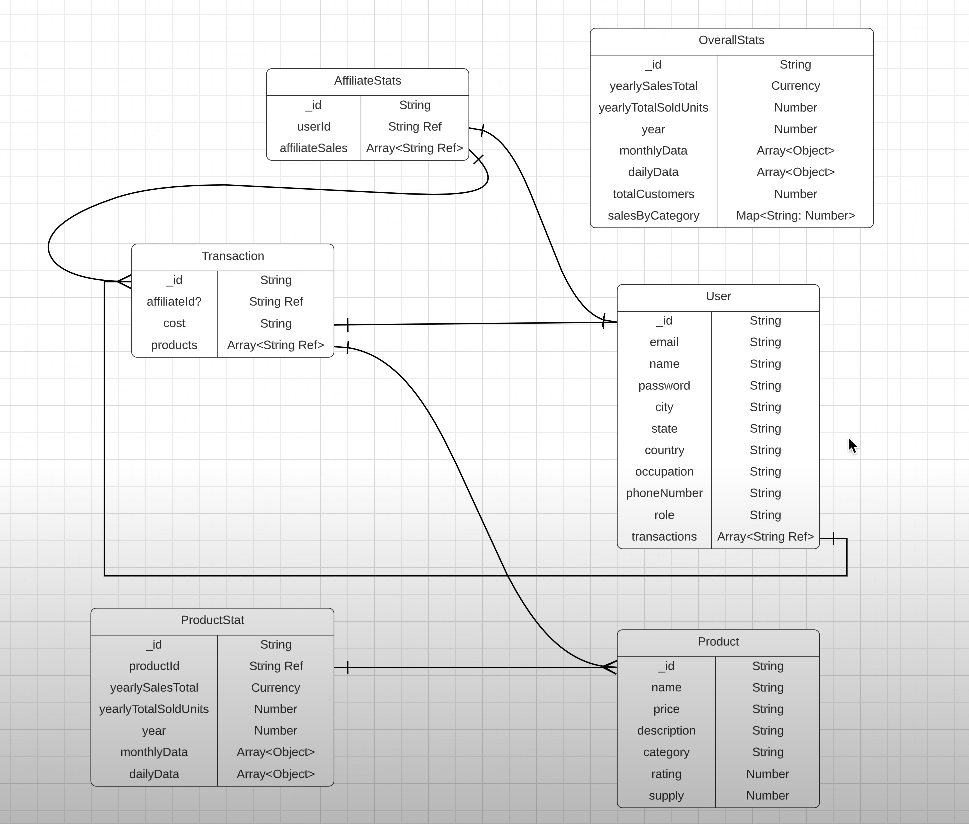 OverallStats
_id String
yearlySalesTotal Currency
yearlyTotalSoldUnits Number
year Number
monthlyData Array<Object>
dailyData Array<Object>
totalCustomers Number
salesByCategory Map<String: Number>
AffiliateStats
_id String
userId String Ref
affiliateSales Array<String Ref>
Transaction
_id String
affiliateId? String Ref
cost String
products Array<String Ref>
User
_id String
email String
name String
password String
city String
state String
country String
occupation String
phoneNumber String
role String
transactions Array<String Ref>
ProductStat
_id String
productId String Ref
yearlySalesTotal Currency
yearlyTotalSoldUnits Number
year Number
monthlyData Array<Object>
dailyData Array<Object>
Product
_id String
name String
price String
description String
category String
rating Number
supply Number